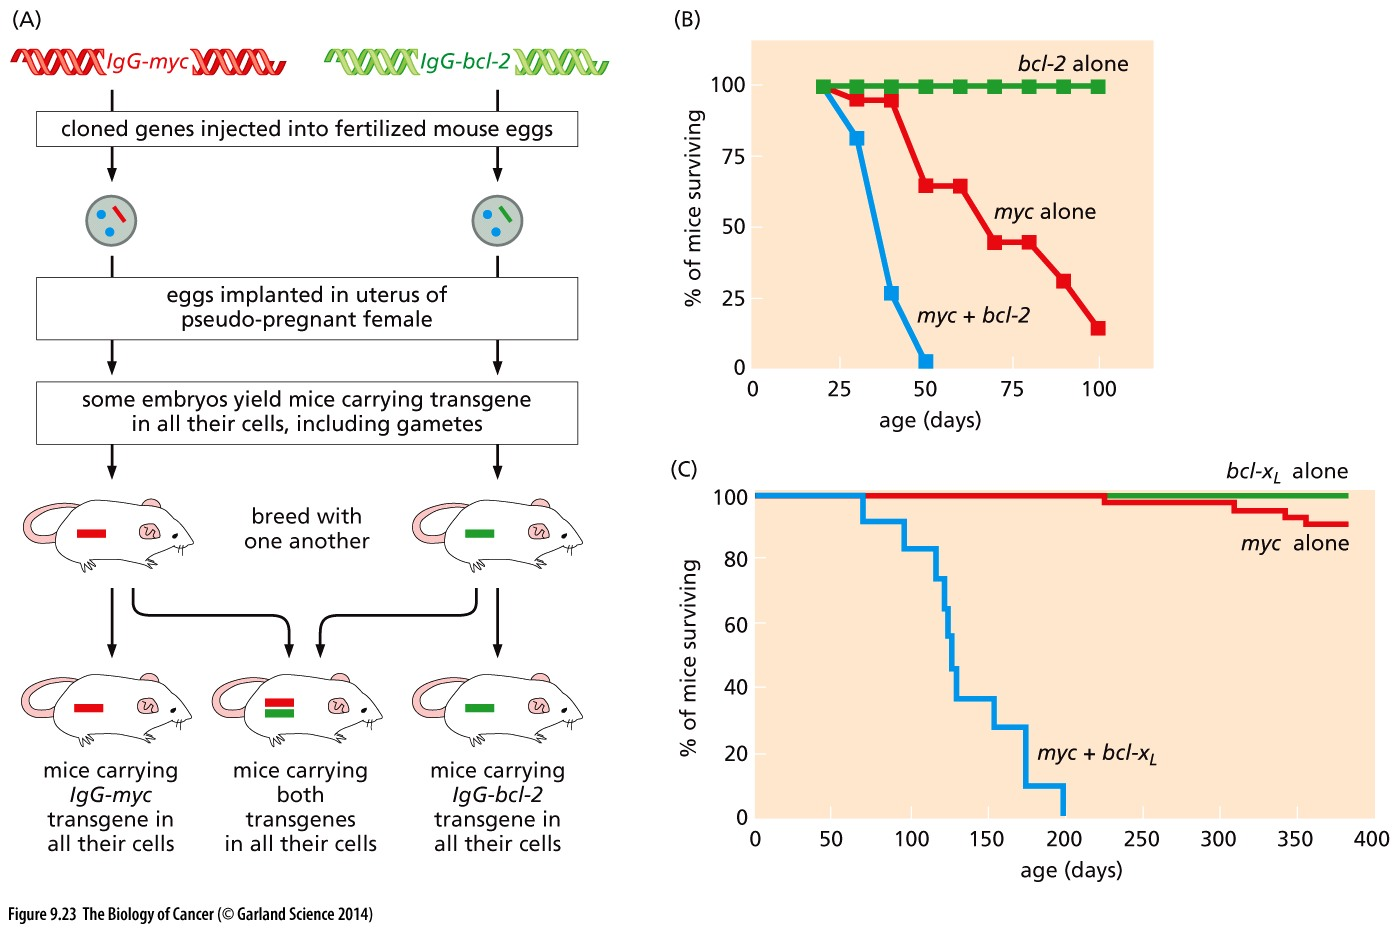 (A)
IgG-myc
IgG-bcl-2
cloned genes injected into fertilized mouse eggs
eggs implanted in uterus of
pseudo-pregnant female
some embryos yield mice carrying transgene
in all their cells, including gametes
breed with
one another
mice carrying
IgG-myc
transgene in
all their cells
mice carrying
both
transgenes
in all their cells
mice carrying
IgG-bcl-2
transgene in
all their cells
(B)
% of mice surviving
100
75
50
25
0
bcl-2 alone
myc alone
myc + bcl-2
0 25 50 75 100
age (days)
(C)
% of mice surviving
100
80
60
40
20
0
bcl-xL alone
myc alone
myc + bcl-xL
0 50 100 150 200 250 300 350 400
age (days)
Figure 9.23 The Biology of Cancer (© Garland Science 2014)